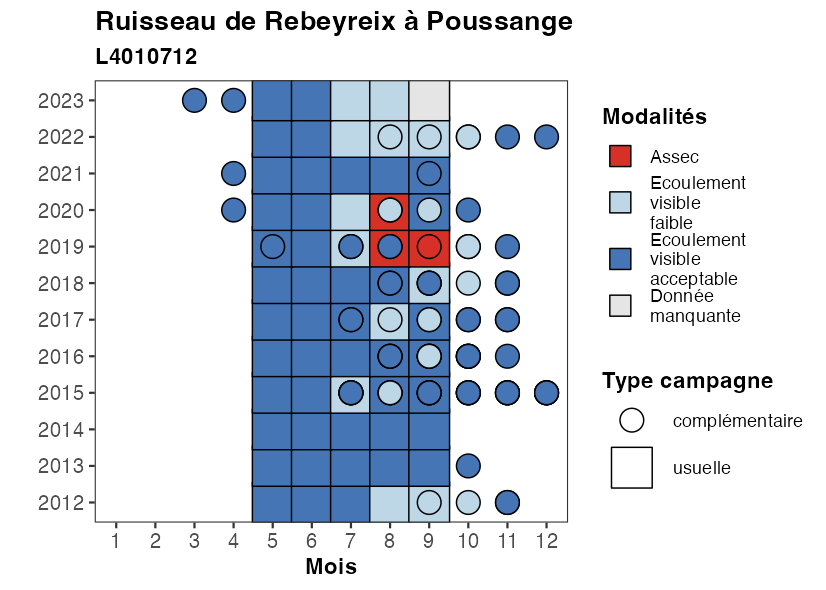 Ruisseau de Rebeyreix à Poussange
L4010712
2023
2022
2021
2020
2019
2018
2017
2016
2015
2014
2013
2012
1 2 3 4 5 6 7 8 9 10 11 12
Mois
Modalités
Assec
Ecoulement
visible
faible
Ecoulement
visible
acceptable
Donnée
manquante
Type campagne
complémentaire
usuelle